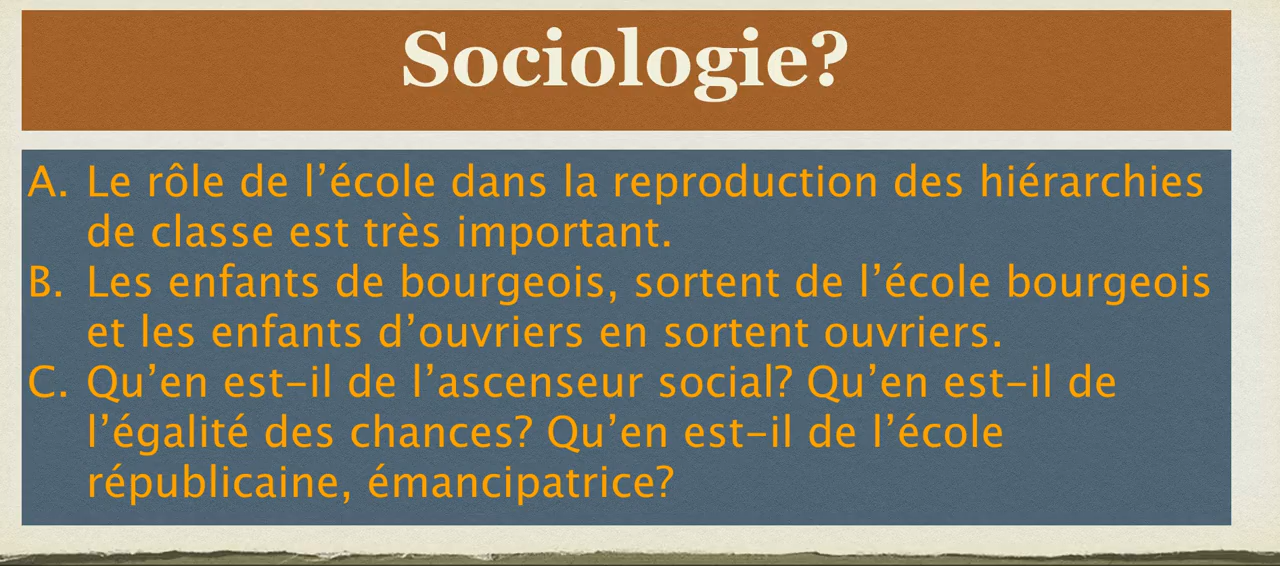 Sociologie?
A. Le rôle de l’école dans la reproduction des hiérarchies
de classe est très important.
B. Les enfants de bourgeois, sortent de l’école bourgeois
et les enfants d’ouvriers en sortent ouvriers.
C. Qu’en est-il de l’ascenseur social? Qu’en est-il de
l’égalité des chances? Qu’en est-il de l’école
républicaine, émancipatrice?